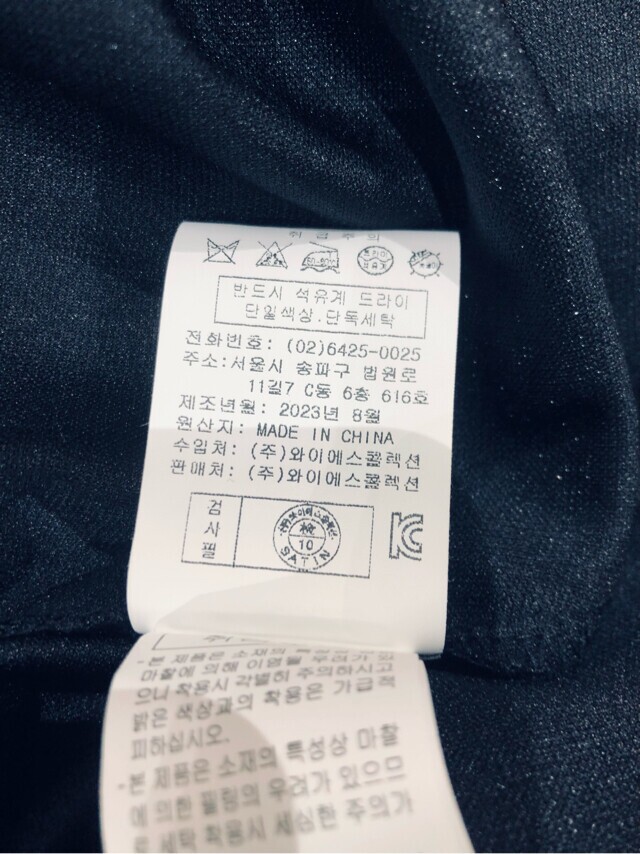 취급주의
반드시 석유계 드라이
단일색상.단독세탁
전화번호: (02)6425-0025
주소:서울시 송파구 법원로
11길7 C동 6층 616호
제조년월: 2023년 8월
원산지: MADE IN CHINA
수입처: (주)와이에스콜렉션
판매처: (주)와이에스콜렉션
검사필
(주)와이에스콜렉션
10
SATIN
-본 제품은 소재의
마찰에 의해 이염될 우려가 있
으니 착용시 각별히 주의하시고
밝은 색상과의 착용은 가급적
피하십시오.
-본 제품은 소재의 특성상 마찰
에 의한 필링의 우려가 있으므
로 세탁 착용시 세심한 주의가